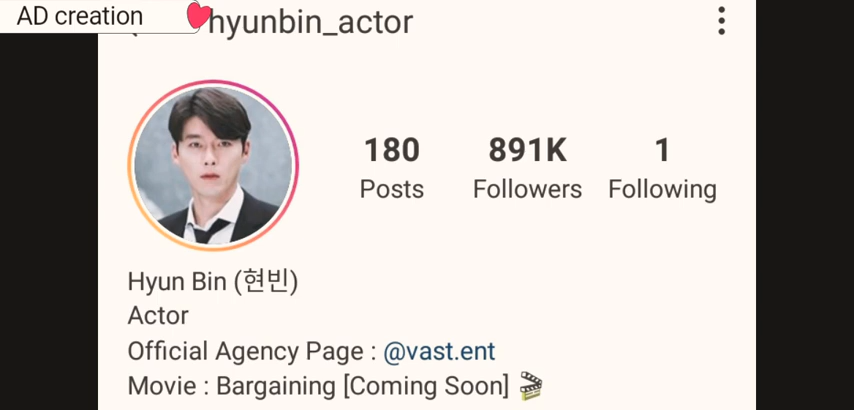 AD creation
hyunbin_actor
180
891K
1
Posts
Followers
Following
Hyun Bin (현빈)
Actor
Official Agency Page : @vast.ent
Movie : Bargaining [Coming Soon] 🎬